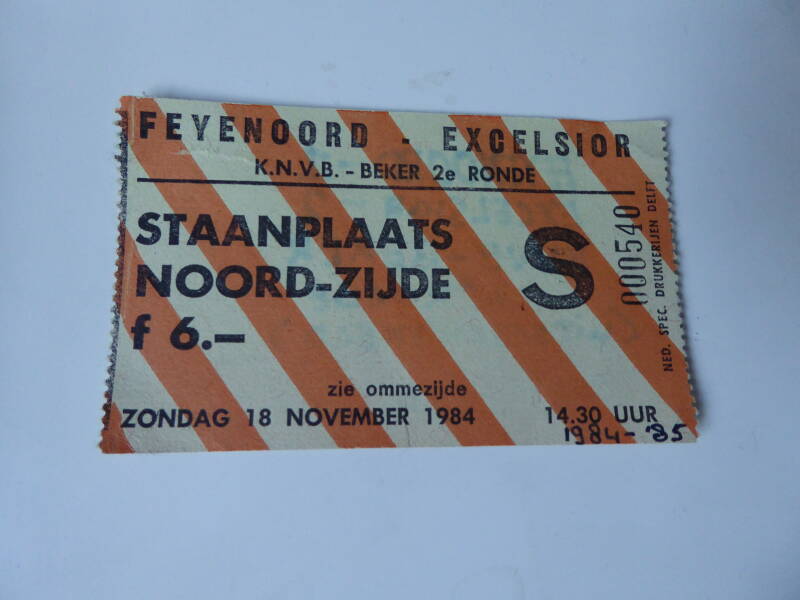 FEYENOORD - EXCELSIOR
K.N.V.B. - BEKER 2e RONDE
STAANPLAATS
NOORD-ZIJDE
f 6.—
S
000540
NED. SPEC. DRUKKERIJEN DELFT
zie ommezijde
ZONDAG 18 NOVEMBER 1984 14.30 UUR
1984-'85